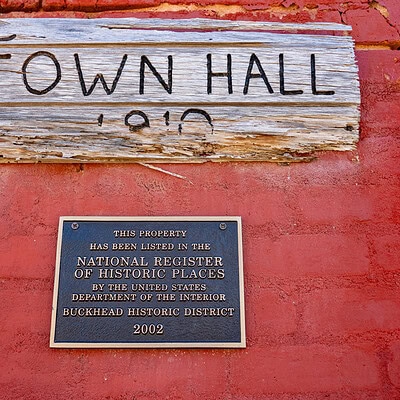 TOWN HALL
THIS PROPERTY
HAS BEEN LISTED IN THE
NATIONAL REGISTER
OF HISTORIC PLACES
BY THE UNITED STATES
DEPARTMENT OF THE INTERIOR
BUCKHEAD HISTORIC DISTRICT
2002